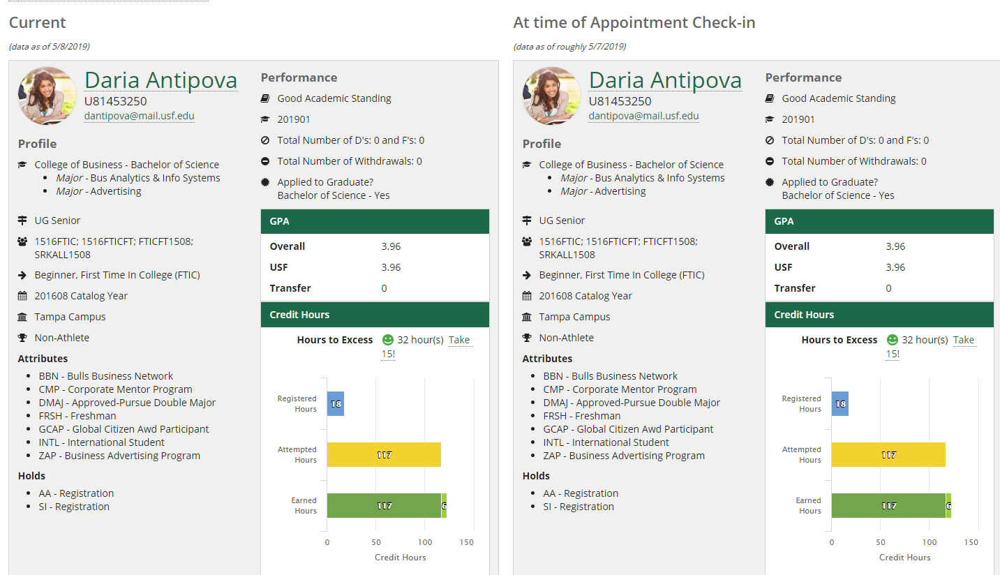 Current
(data as of 5/8/2019)
Daria Antipova
U81453250
dantipova@mail.usf.edu
Profile
College of Business - Bachelor of Science
Major - Bus Analytics & Info Systems
Major - Advertising
UG Senior
1516FTIC; 1516FTICFT; FTICFT1508;
SRKALL1508
Beginner, First Time In College (FTIC)
201608 Catalog Year
Tampa Campus
Non-Athlete
Attributes
BBN - Bulls Business Network
CMP - Corporate Mentor Program
DMAJ - Approved-Pursue Double Major
FRSH - Freshman
GCAP - Global Citizen Awd Participant
INTL - International Student
ZAP - Business Advertising Program
Holds
AA - Registration
SI - Registration
Performance
Good Academic Standing
201901
Total Number of D's: 0 and F's: 0
Total Number of Withdrawals: 0
Applied to Graduate?
Bachelor of Science - Yes
GPA
Overall 3.96
USF 3.96
Transfer 0
Credit Hours
Hours to Excess 32 hour(s) Take
15!
Registered
Hours
18
Attempted
Hours
117
Earned
Hours
117 6
0 50 100 150
Credit Hours
At time of Appointment Check-in
(data as of roughly 5/7/2019)
Daria Antipova
U81453250
dantipova@mail.usf.edu
Profile
College of Business - Bachelor of Science
Major - Bus Analytics & Info Systems
Major - Advertising
UG Senior
1516FTIC; 1516FTICFT; FTICFT1508;
SRKALL1508
Beginner, First Time In College (FTIC)
201608 Catalog Year
Tampa Campus
Non-Athlete
Attributes
BBN - Bulls Business Network
CMP - Corporate Mentor Program
DMAJ - Approved-Pursue Double Major
FRSH - Freshman
GCAP - Global Citizen Awd Participant
INTL - International Student
ZAP - Business Advertising Program
Holds
AA - Registration
SI - Registration
Performance
Good Academic Standing
201901
Total Number of D's: 0 and F's: 0
Total Number of Withdrawals: 0
Applied to Graduate?
Bachelor of Science - Yes
GPA
Overall 3.96
USF 3.96
Transfer 0
Credit Hours
Hours to Excess 32 hour(s) Take
15!
Registered
Hours
18
Attempted
Hours
117
Earned
Hours
117 6
0 50 100 150
Credit Hours